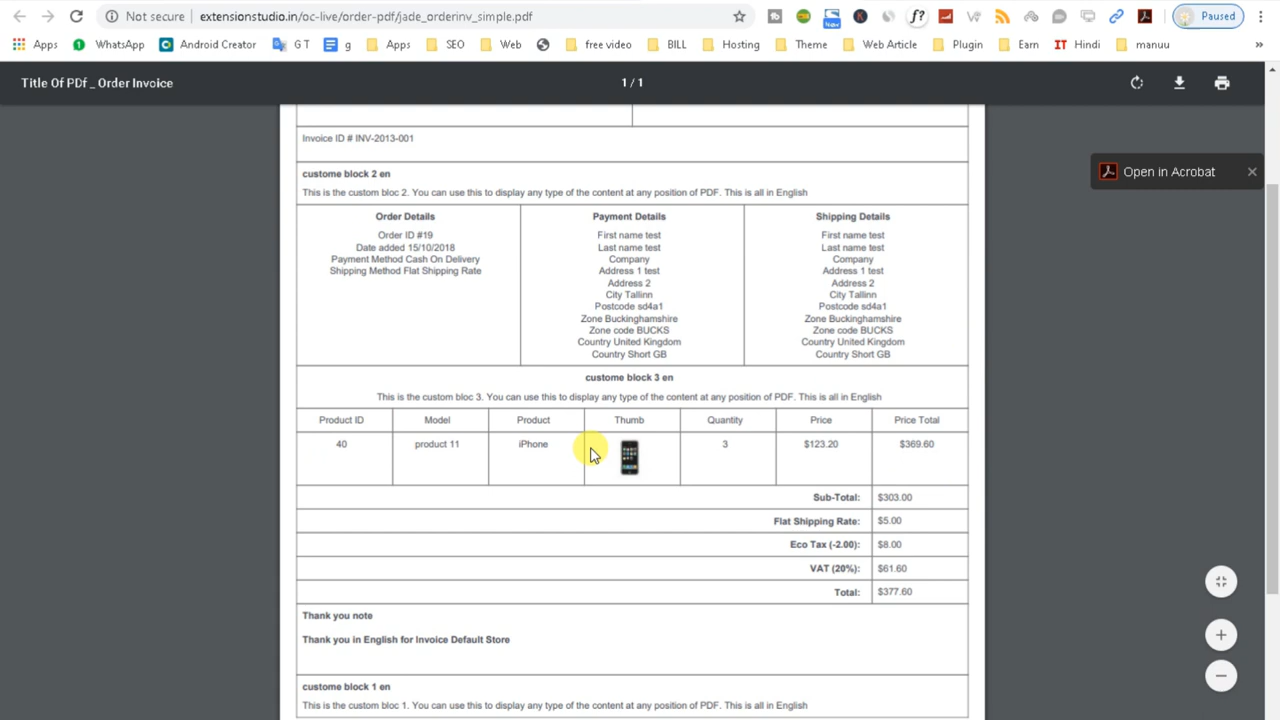 Not secure
extensionstudio.in/oc-live/order-pdf/jade_orderinv_simple.pdf
New
f?
Paused
Apps
WhatsApp
Android Creator
G T
g
Apps
SEO
Web
free video
BILL
Hosting
Theme
Web Article
Plugin
Earn
IT Hindi
manuu
»
Title Of PDf _ Order Invoice
1 / 1
Open in Acrobat
Invoice ID # INV-2013-001
custome block 2 en
This is the custom bloc 2. You can use this to display any type of the content at any position of PDF. This is all in English
Order Details
Order ID #19
Date added 15/10/2018
Payment Method Cash On Delivery
Shipping Method Flat Shipping Rate
Payment Details
First name test
Last name test
Company
Address 1 test
Address 2
City Tallinn
Postcode sd4a1
Zone Buckinghamshire
Zone code BUCKS
Country United Kingdom
Country Short GB
Shipping Details
First name test
Last name test
Company
Address 1 test
Address 2
City Tallinn
Postcode sd4a1
Zone Buckinghamshire
Zone code BUCKS
Country United Kingdom
Country Short GB
custome block 3 en
This is the custom bloc 3. You can use this to display any type of the content at any position of PDF. This is all in English
Product ID Model Product Thumb Quantity Price Price Total
40 product 11 iPhone 3 $123.20 $369.60
Sub-Total: $303.00
Flat Shipping Rate: $5.00
Eco Tax (-2.00): $8.00
VAT (20%): $61.60
Total: $377.60
Thank you note
Thank you in English for Invoice Default Store
custome block 1 en
This is the custom bloc 1. You can use this to display any type of the content at any position of PDF. This is all in English